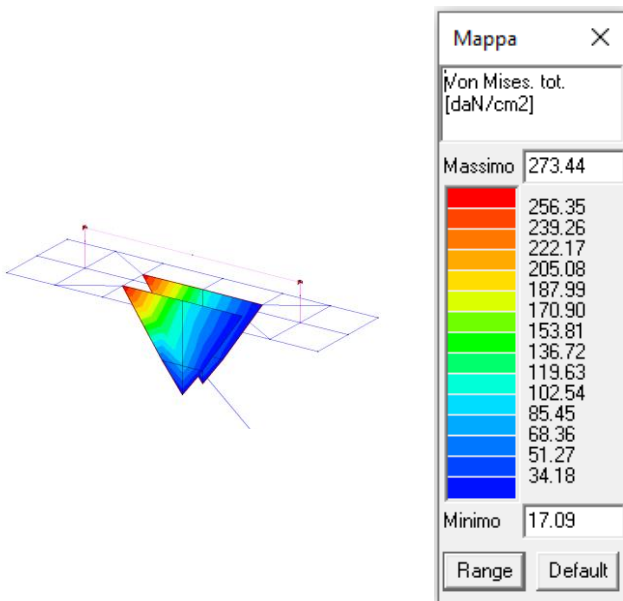 Mappa
Von Mises. tot.
[daN/cm2]
Massimo 273.44
256.35
239.26
222.17
205.08
187.99
170.90
153.81
136.72
119.63
102.54
85.45
68.36
51.27
34.18
Minimo 17.09
Range Default